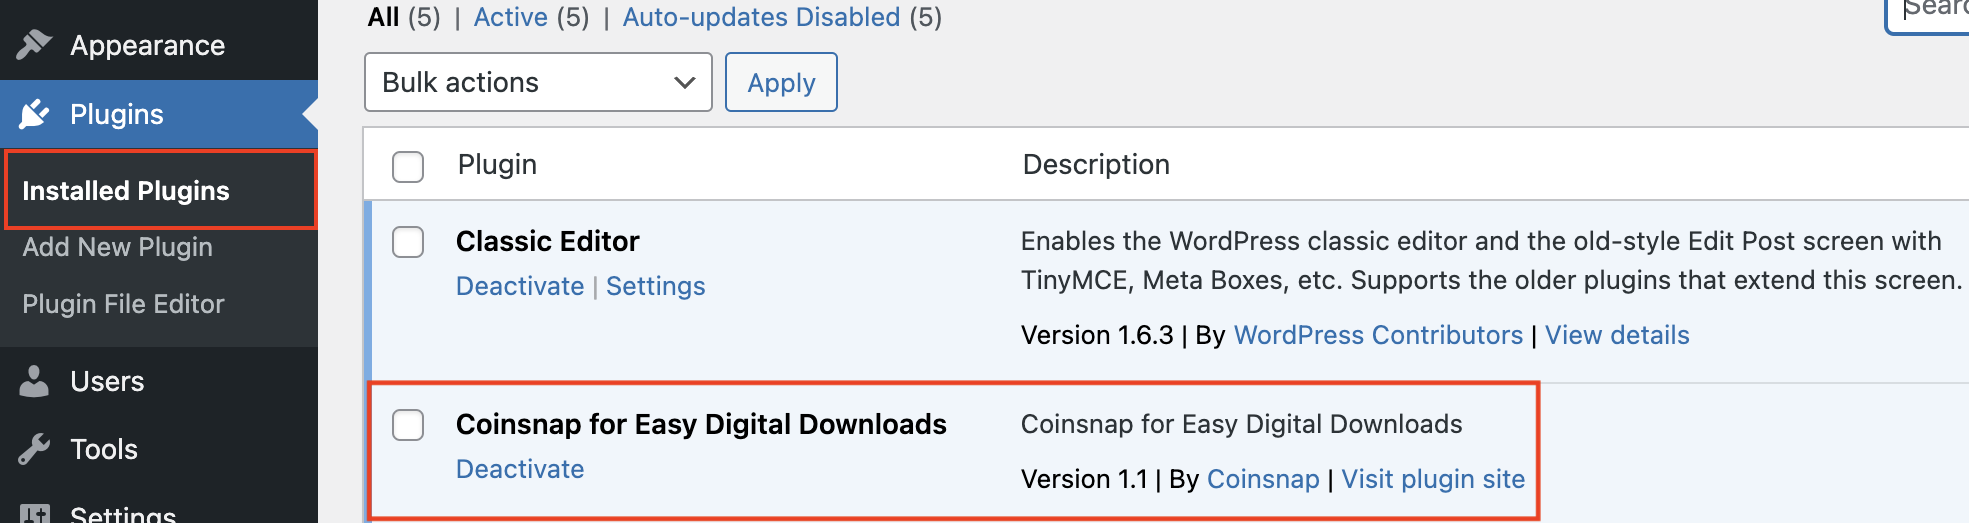 Appearance
Plugins
Installed Plugins
Add New Plugin
Plugin File Editor
Users
Tools
Settings
All (5) | Active (5) | Auto-updates Disabled (5)
Bulk actions
Apply
Plugin Description
Classic Editor
Deactivate | Settings
Enables the WordPress classic editor and the old-style Edit Post screen with
TinyMCE, Meta Boxes, etc. Supports the older plugins that extend this screen.
Version 1.6.3 | By WordPress Contributors | View details
Coinsnap for Easy Digital Downloads
Deactivate
Coinsnap for Easy Digital Downloads
Version 1.1 | By Coinsnap | Visit plugin site